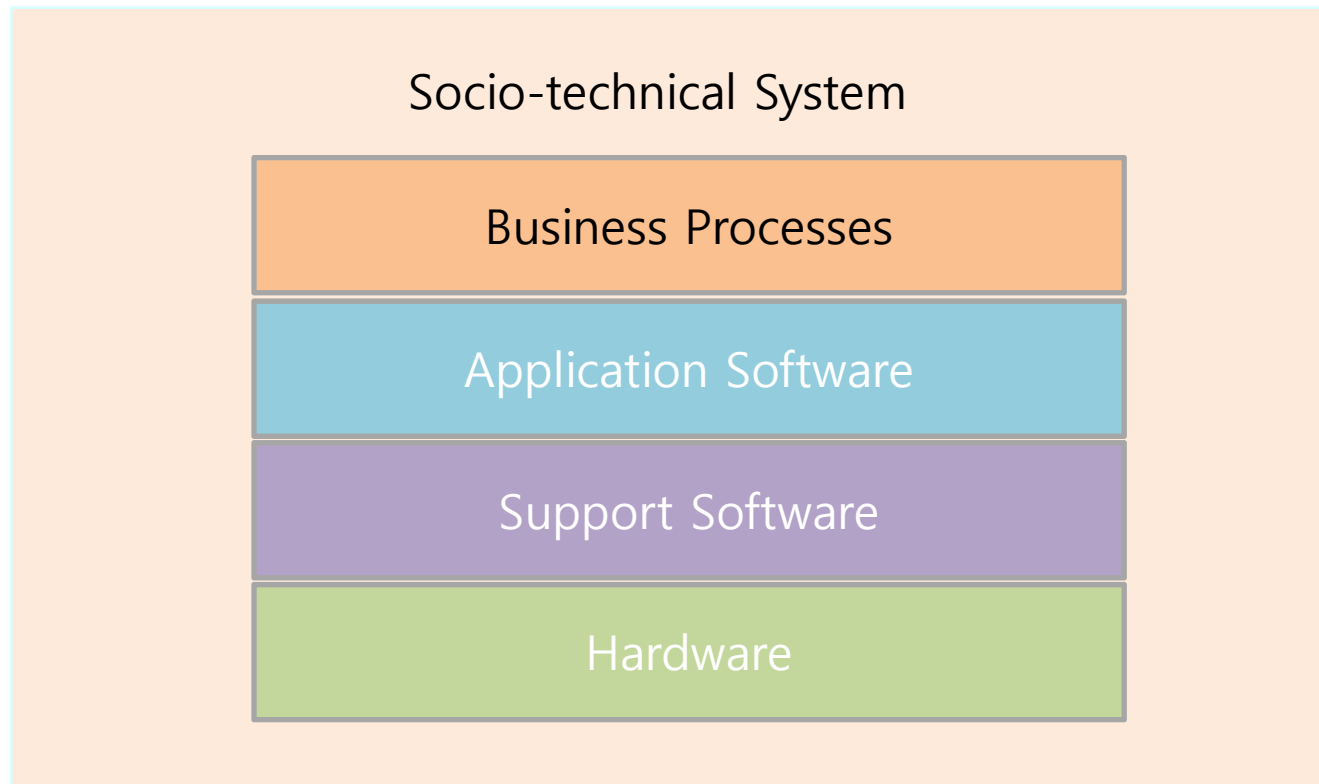 Socio-technical System
Business Processes
Application Software
Support Software
Hardware